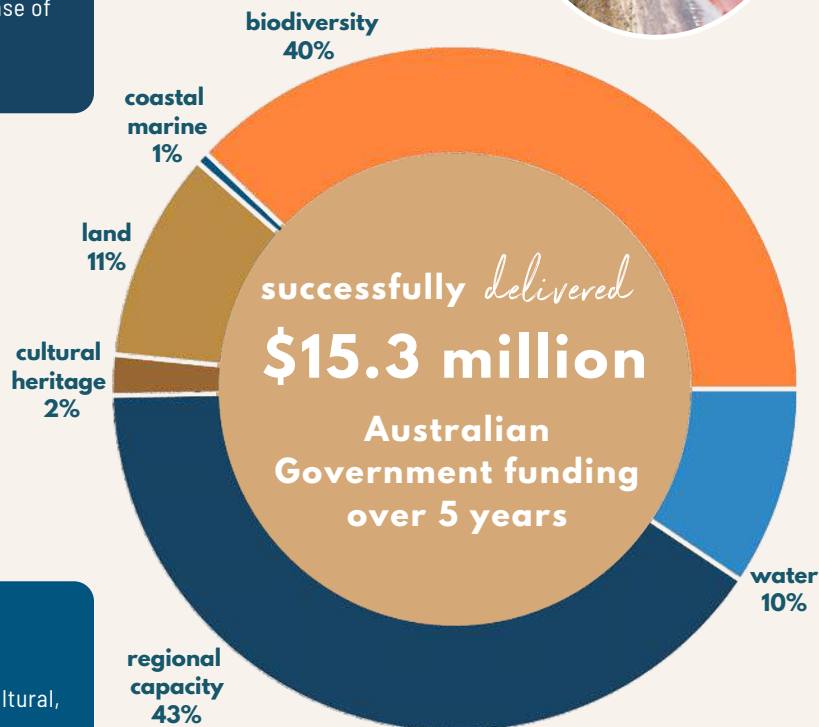 se of
biodiversity
40%
coastal
marine
1%
land
11%
cultural
heritage
2%
successfully delivered
$15.3 million
Australian
Government funding
over 5 years
water
10%
regional
capacity
43%
ltural,